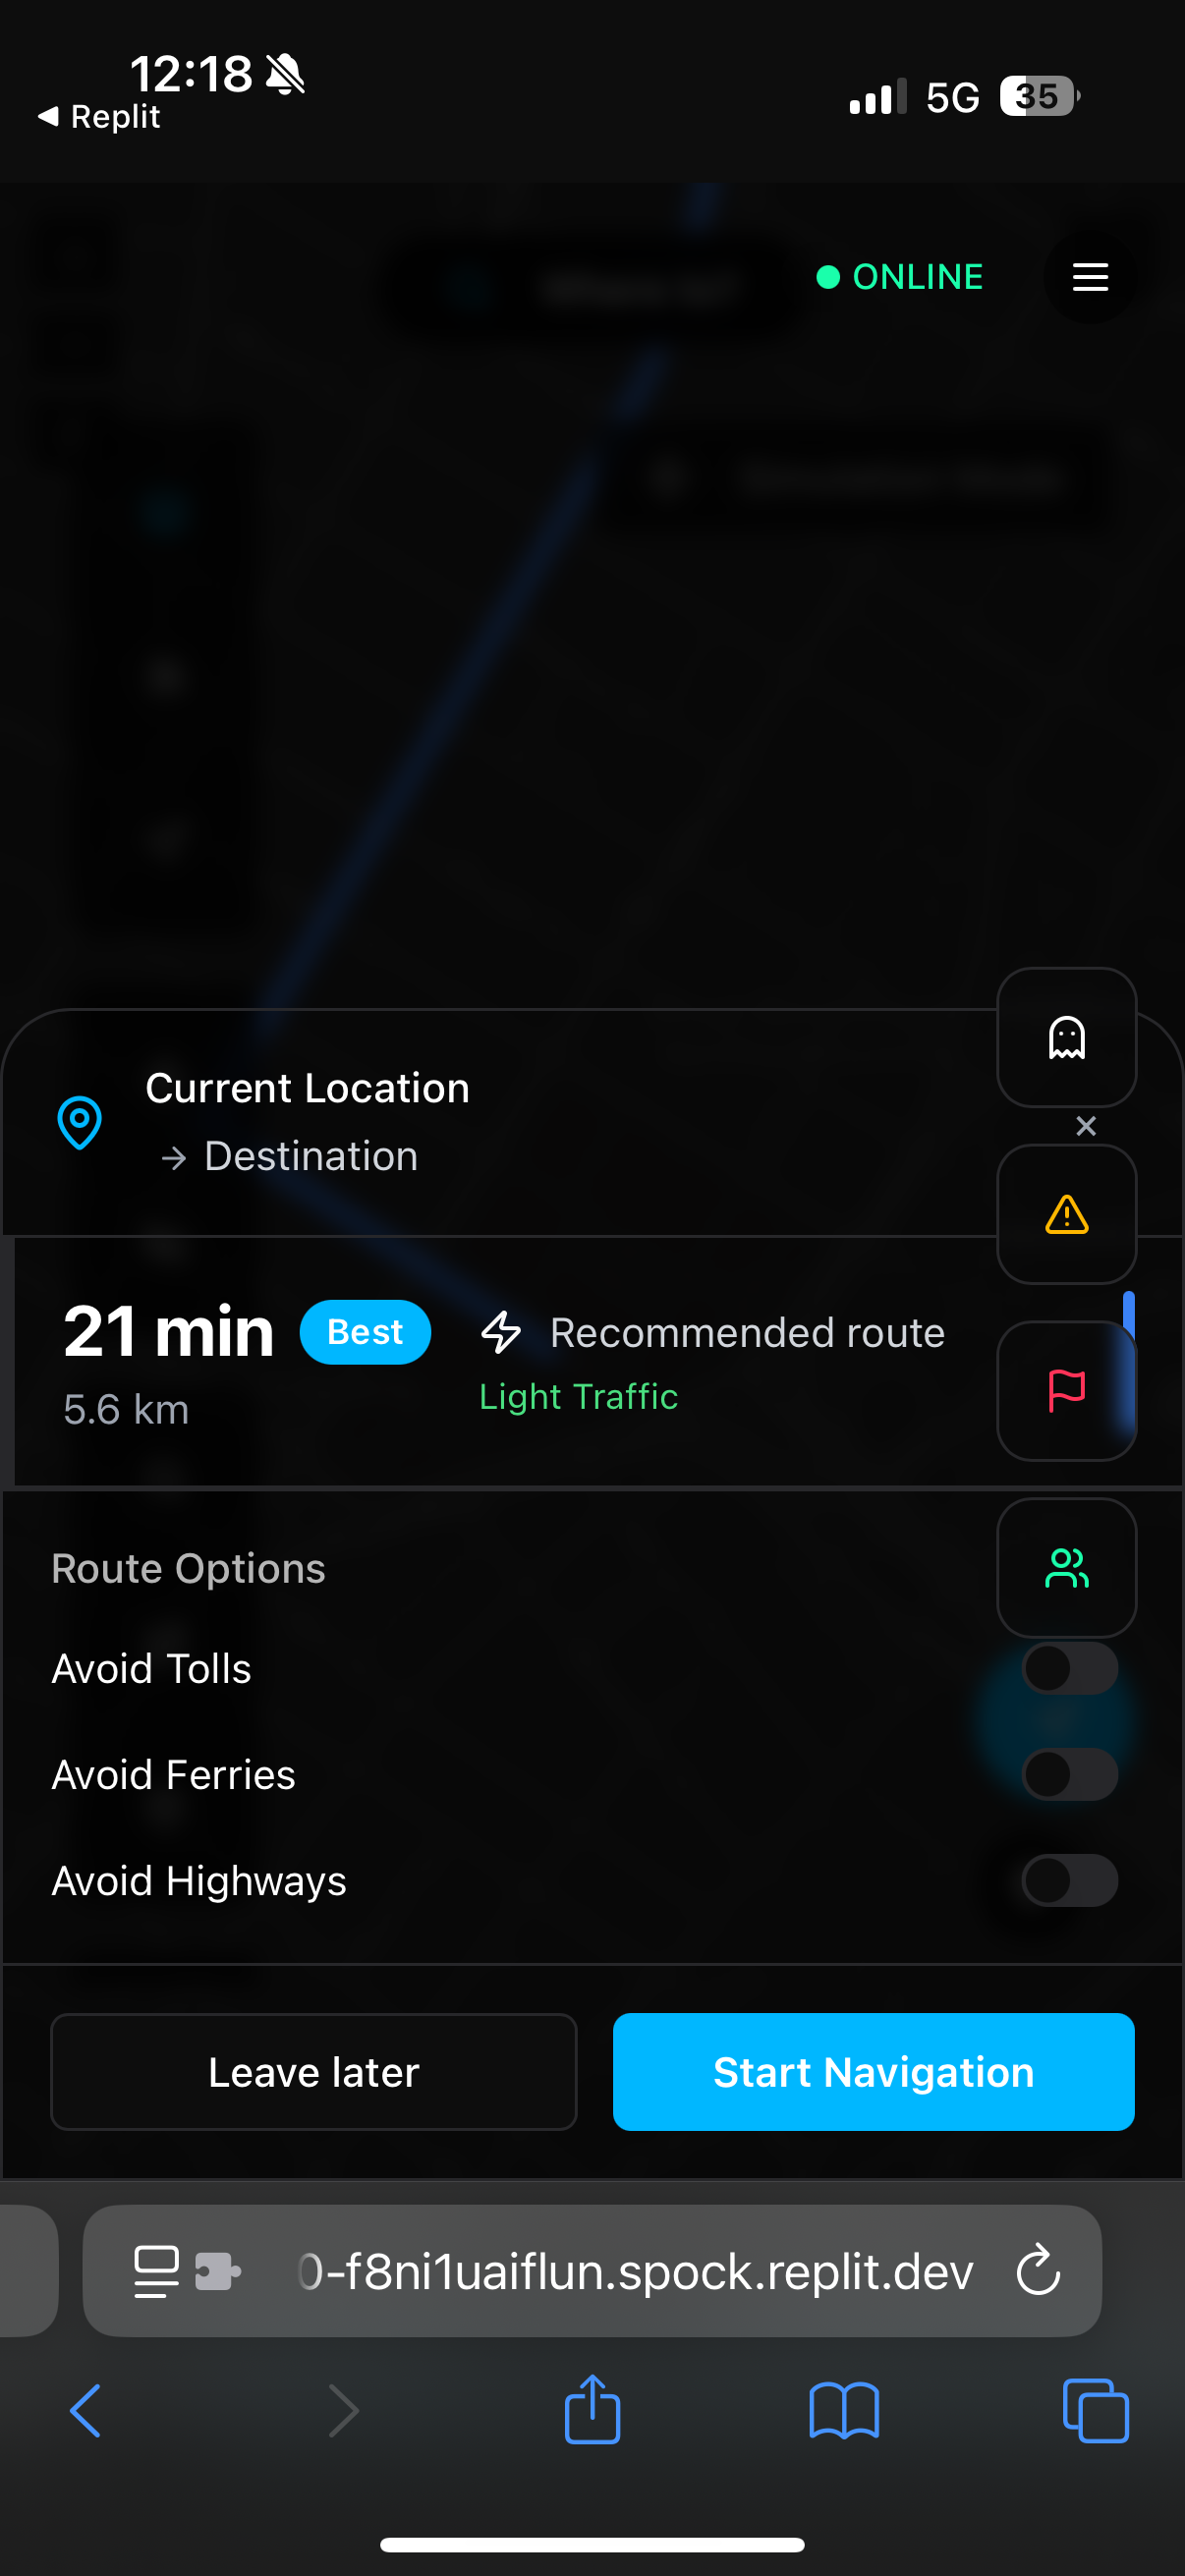 12:18
Replit
5G
35
ONLINE
Current Location
→ Destination
21 min
Best
Recommended route
5.6 km
Light Traffic
Route Options
Avoid Tolls
Avoid Ferries
Avoid Highways
Leave later
Start Navigation
0-f8ni1uaiflun.spock.replit.dev